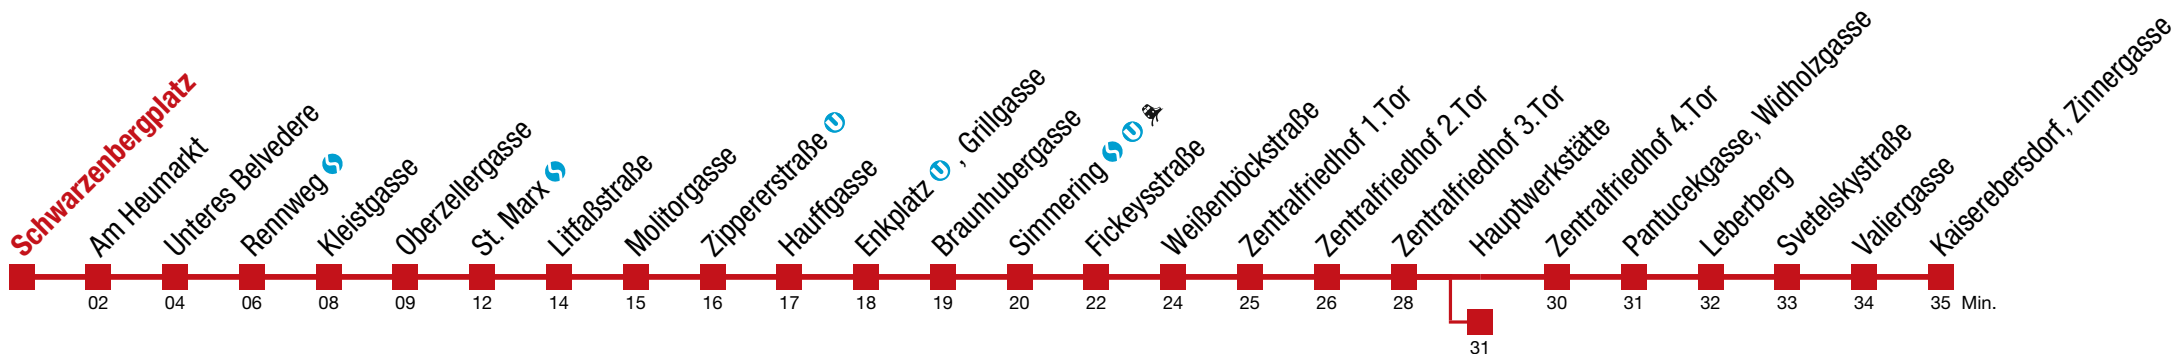 Schwarzenbergplatz
Am Heumarkt
Unteres Belvedere
Rennweg S
Kleistgasse
Oberzellergasse
St. Marx S
Litfaßstraße
Molitorgasse
Zippererstraße U
Hauffgasse
Enkplatz U , Grillgasse
Braunhubergasse
Simmering S U
Fickeysstraße
Weißenböckstraße
Zentralfriedhof 1.Tor
Zentralfriedhof 2.Tor
Zentralfriedhof 3.Tor
Hauptwerkstätte
Zentralfriedhof 4.Tor
Pantucekgasse, Widholzgasse
Leberberg
Svetelskystraße
Valiergasse
Kaiserebersdorf, Zinnergasse
02 04 06 08 09 12 14 15 16 17 18 19 20 22 24 25 26 28 30 31 32 33 34 35 Min.
31